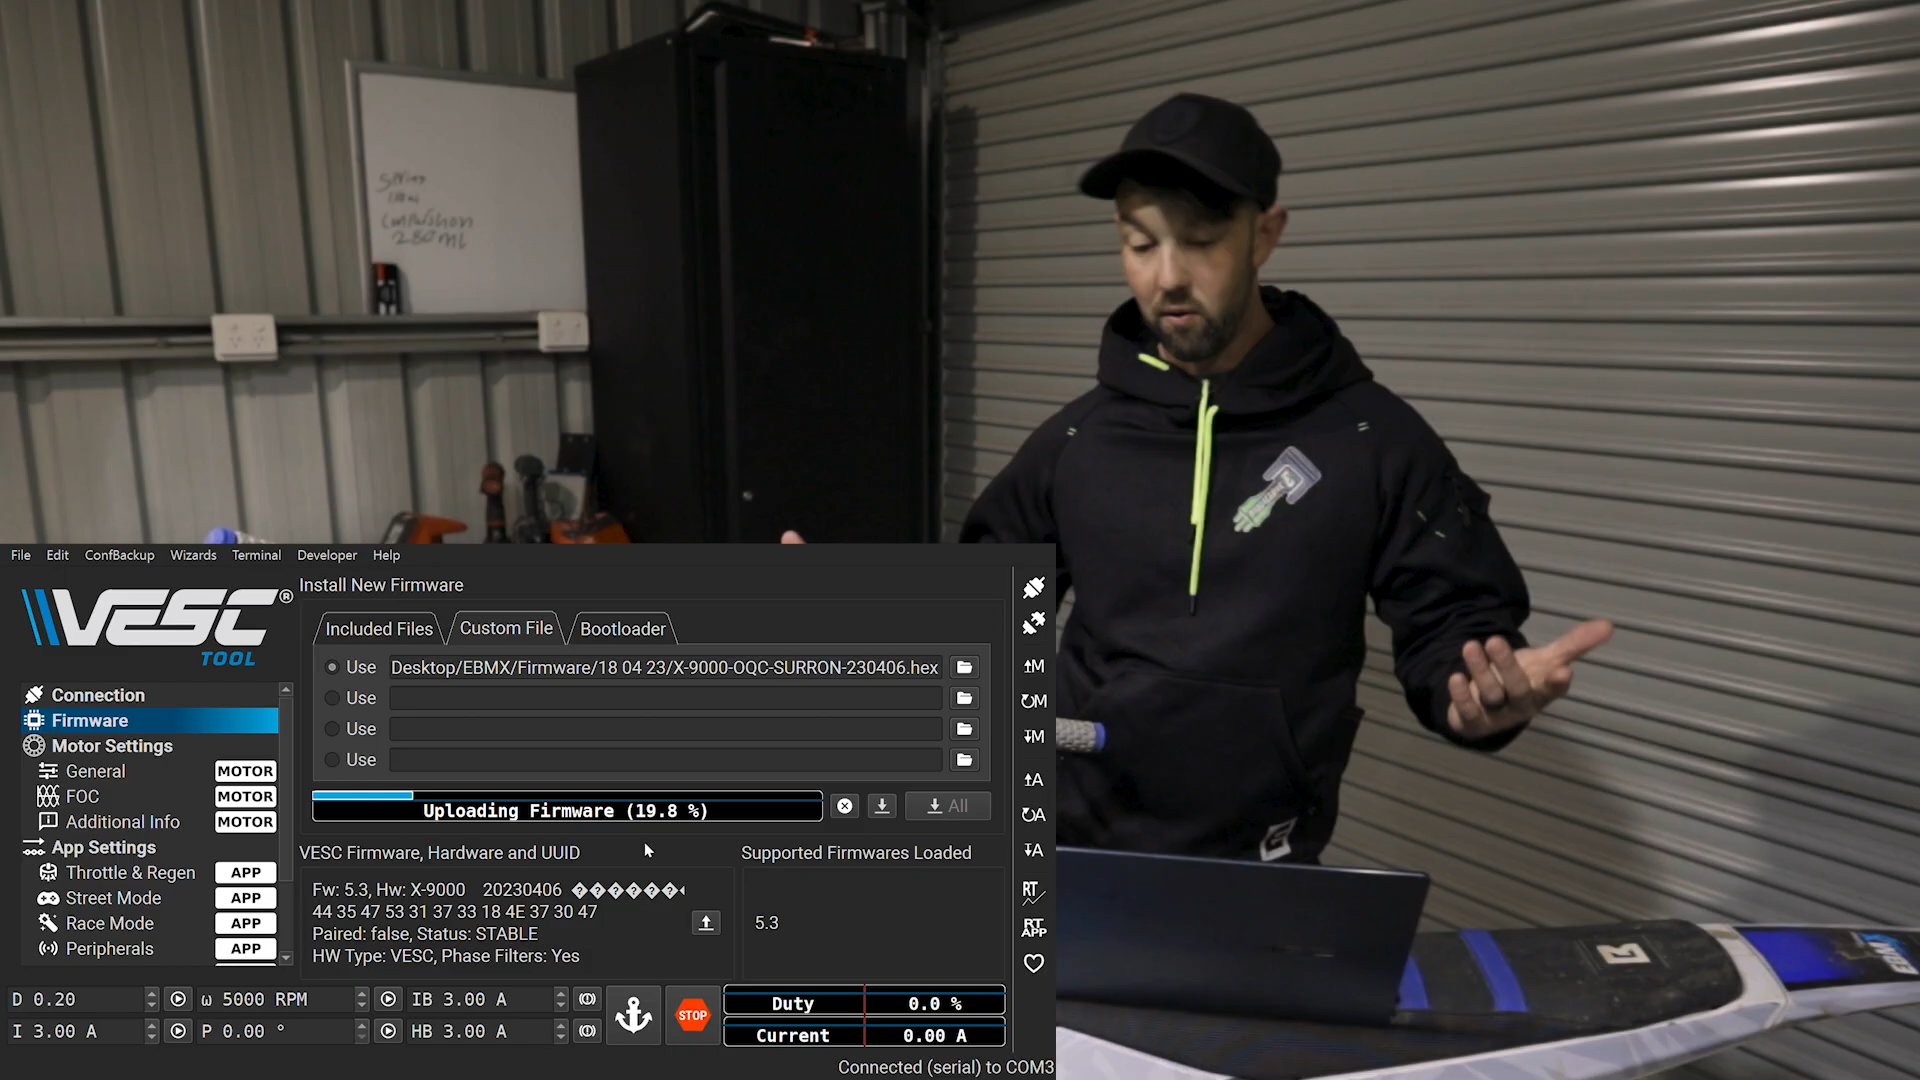 280ml
File Edit ConfBackup Wizards Terminal Developer Help
VESC®
TOOL
Connection
Firmware
Motor Settings
General MOTOR
FOC MOTOR
Additional Info MOTOR
App Settings
Throttle & Regen APP
Street Mode APP
Race Mode APP
Peripherals APP
Install New Firmware
Included Files Custom File Bootloader
Use Desktop/EBMX/Firmware/18 04 23/X-9000-OQC-SURRON-230406.hex
Use
Use
Use
Uploading Firmware (19.8 %)
All
VESC Firmware, Hardware and UUID
Fw: 5.3, Hw: X-9000 20230406 ������
44 35 47 53 31 37 33 18 4E 37 30 47
Paired: false, Status: STABLE
HW Type: VESC, Phase Filters: Yes
Supported Firmwares Loaded
5.3
M
M
M
A
A
A
RT
RT
APP
D 0.20 ω 5000 RPM IB 3.00 A
I 3.00 A P 0.00 ° HB 3.00 A
STOP
Duty 0.0 %
Current 0.00 A
Connected (serial) to COM3